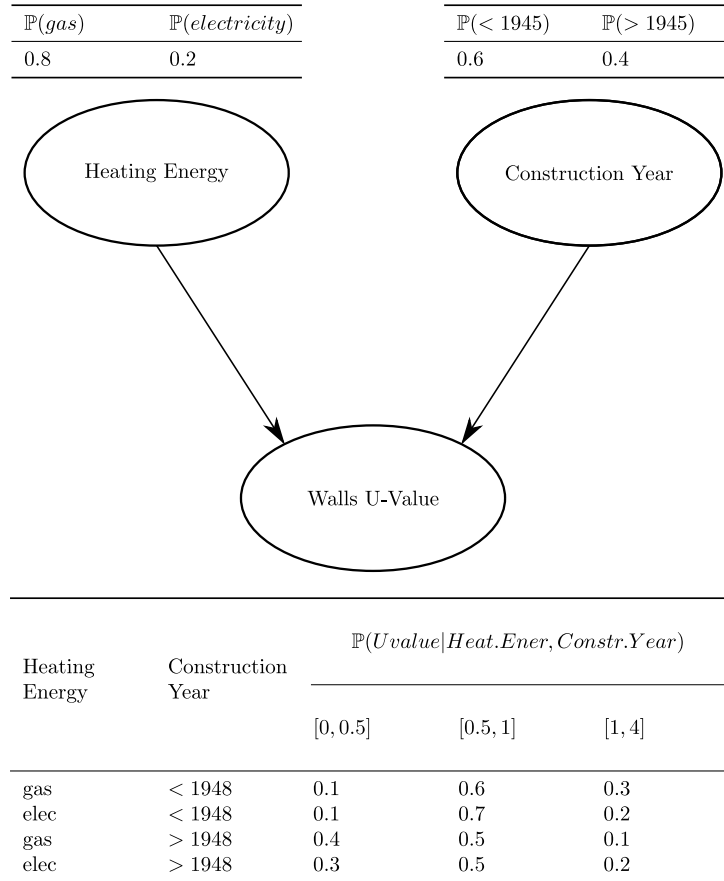 ℙ(gas) ℙ(electricity) ℙ(< 1945) ℙ(> 1945)
0.8 0.2 0.6 0.4
Heating Energy Construction Year
Walls U-Value
ℙ(Uvalue|Heat.Ener, Constr.Year)
Heating Construction
Energy Year
[0, 0.5] [0.5, 1] [1, 4]
gas < 1948 0.1 0.6 0.3
elec < 1948 0.1 0.7 0.2
gas > 1948 0.4 0.5 0.1
elec > 1948 0.3 0.5 0.2